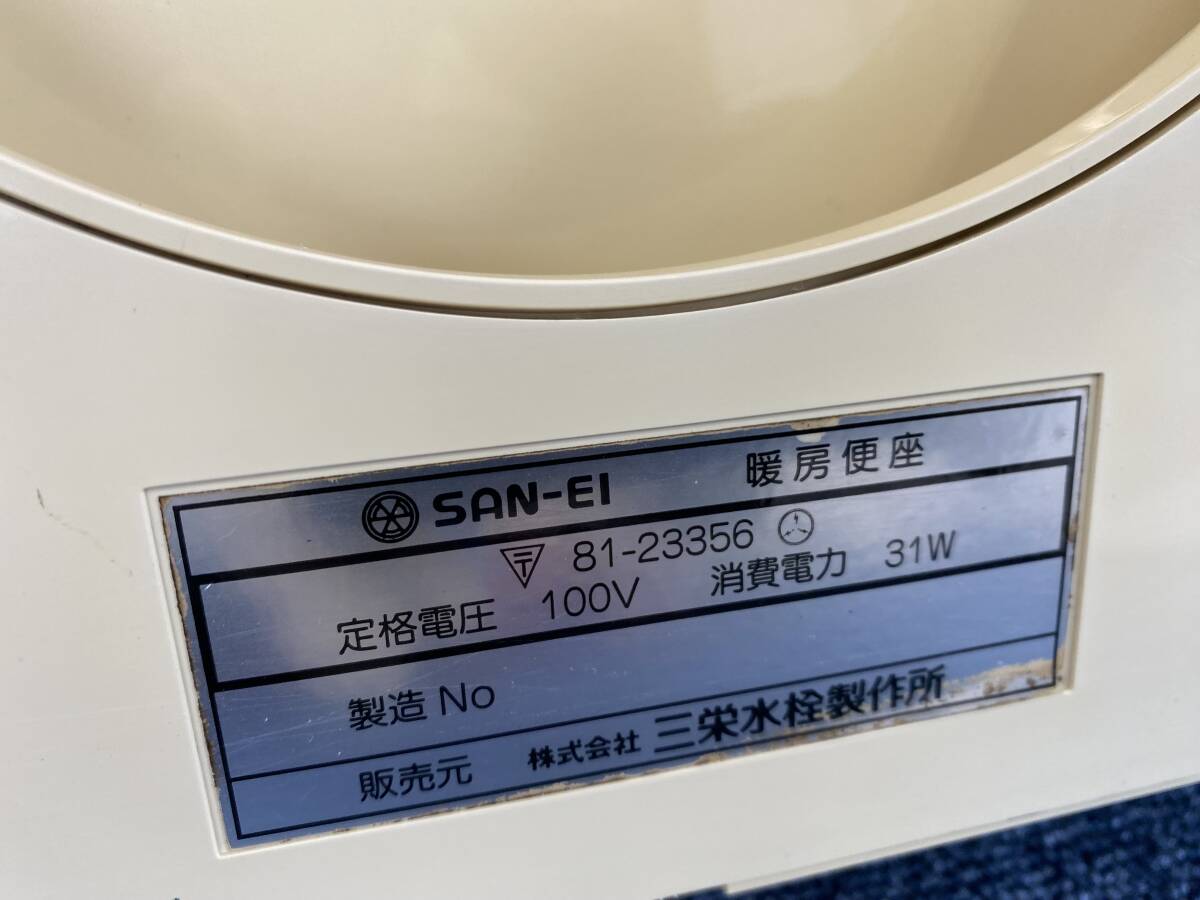 SAN-EI 暖房便座
〒 81-23356
定格電圧 100V 消費電力 31W
製造 No
販売元 株式会社 三栄水栓製作所